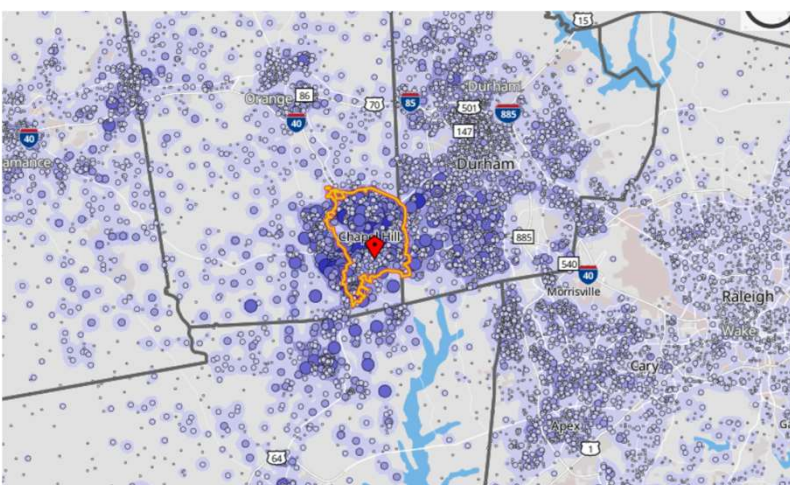 15
Durham
Orange
86
70
85
501
885
40
147
40
amance
Durham
Chapel Hill
885
540
40
Morrisville
Raleigh
Wake
Cary
Apex
1
64